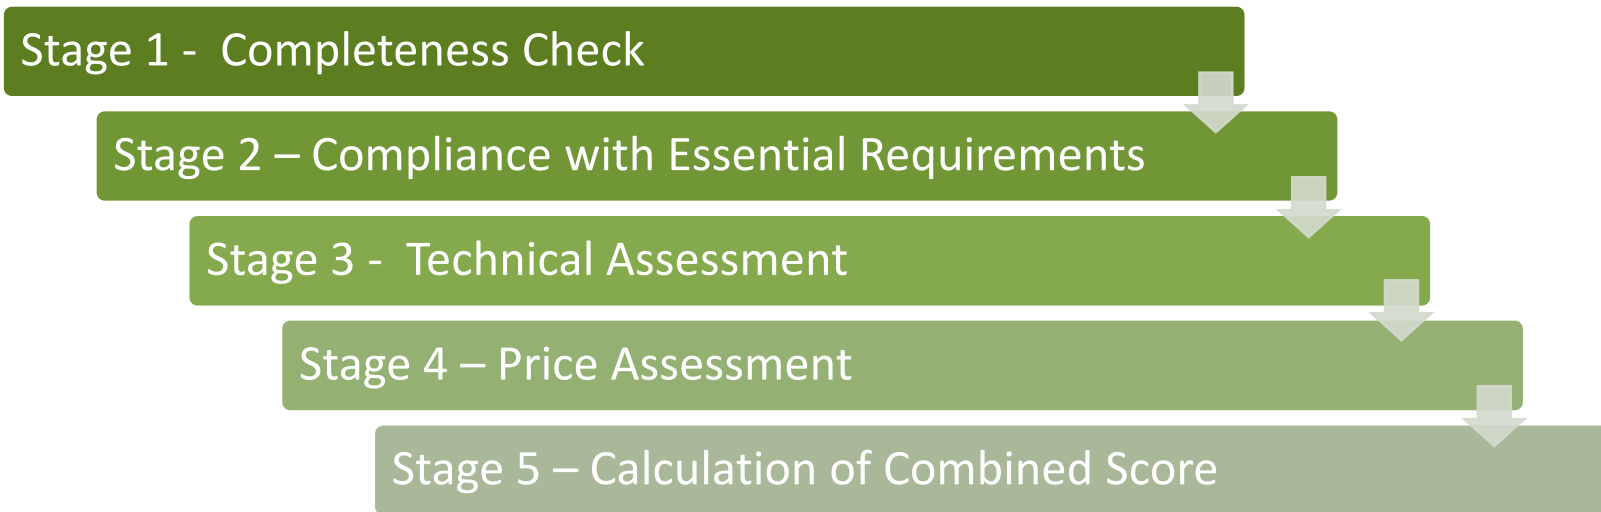 Stage 1 -  Completeness Check
Stage 2 – Compliance with Essential Requirements
Stage 3 -  Technical Assessment
Stage 4 – Price Assessment
Stage 5 – Calculation of Combined Score